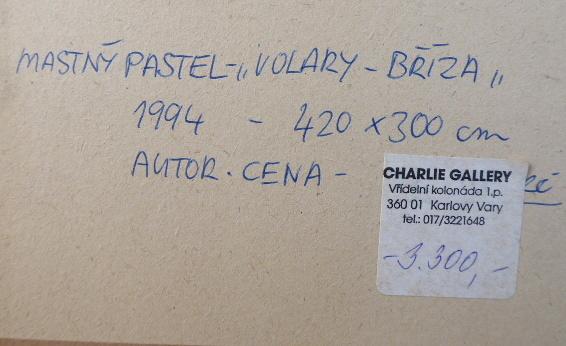 MASTNÝ PASTEL-„VOLARY - BŘÍZA„
1994 - 420 x 300 cm
AUTOR. CENA - Kč
CHARLIE GALLERY
Vřídelní kolonáda 1.p.
360 01 Karlovy Vary
tel.: 017/3221648
-3.300,-